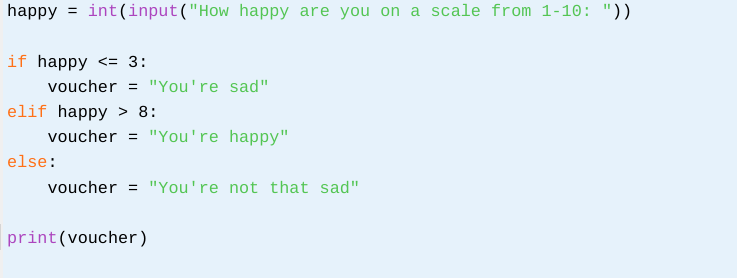 happy = int(input("How happy are you on a scale from 1-10: "))
if happy <= 3:
    voucher = "You're sad"
elif happy > 8:
    voucher = "You're happy"
else:
    voucher = "You're not that sad"
print(voucher)